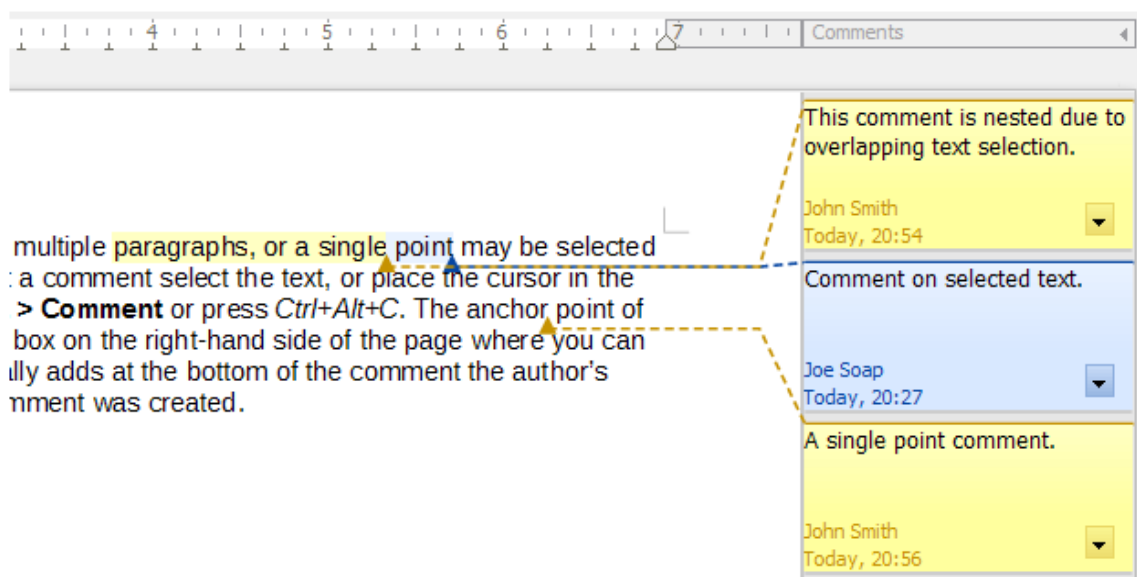 4 5 6 7 Comments
This comment is nested due to
overlapping text selection.
John Smith
Today, 20:54
multiple paragraphs, or a single point may be selected
: a comment select the text, or place the cursor in the
> Comment or press Ctrl+Alt+C. The anchor point of
box on the right-hand side of the page where you can
ally adds at the bottom of the comment the author’s
mment was created.
Comment on selected text.
Joe Soap
Today, 20:27
A single point comment.
John Smith
Today, 20:56